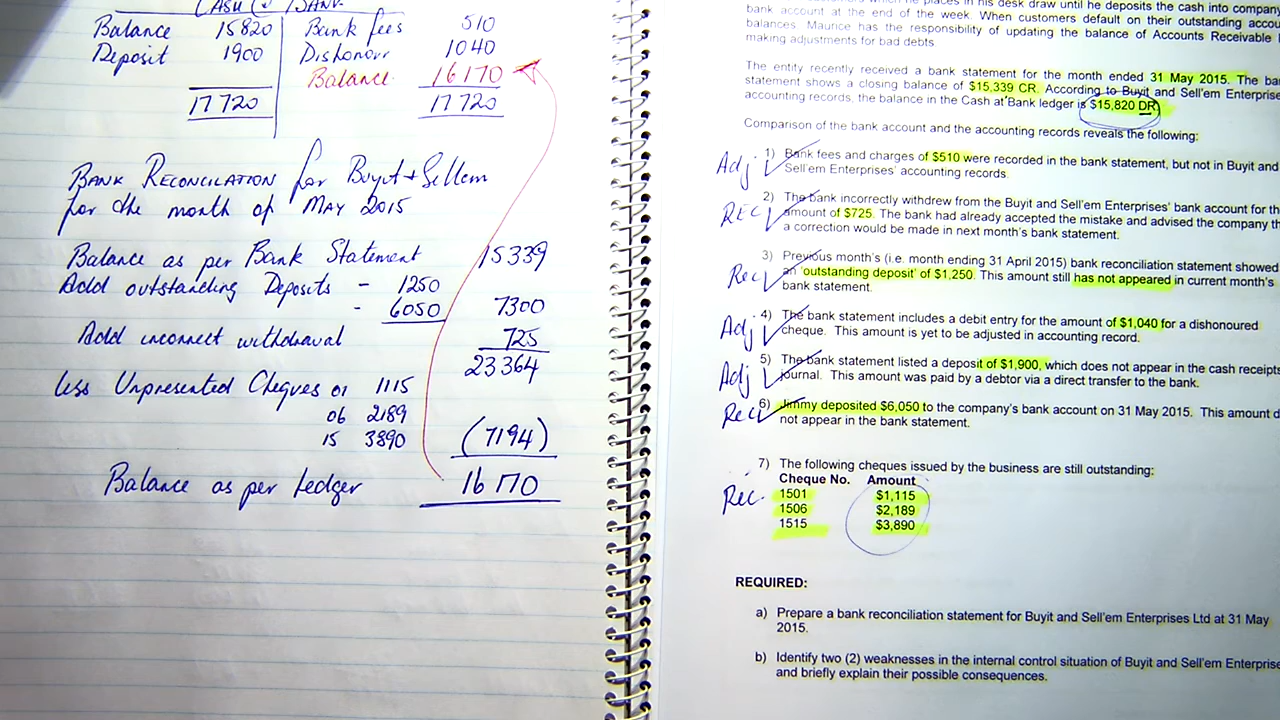 CASH @ BANK
Balance 15820 Bank fees 510
Deposit 1900 Dishonour 1040
Balance 16170
17720 17720
BANK RECONCILATION for Buyit + Sellem
for the month of MAY 2015
Balance as per Bank Statement 15339
Add outstanding Deposits - 1250
- 6050 7300
Add incorrect withdrawal 725
23364
less Unpresented Cheques 01 1115
06 2189
15 3890 (7194)
Balance as per Ledger 16170
places in his desk draw until he deposits the cash into company
bank account at the end of the week. When customers default on their outstanding
balances, Maurice has the responsibility of updating the balance of Accounts Receivable
making adjustments for bad debts
The entity recently received a bank statement for the month ended 31 May 2015. The
statement shows a closing balance of $15,339 CR. According to Buyit and Sell'em
accounting records, the balance in the Cash at Bank ledger is $15,820 DR.
Comparison of the bank account and the accounting records reveals the following:
Adj 1) Bank fees and charges of $510 were recorded in the bank statement, but not in Buyit and
Sell'em Enterprises' accounting records.
REC 2) The bank incorrectly withdrew from the Buyit and Sell'em Enterprises' bank account for
amount of $725. The bank had already accepted the mistake and advised the company
a correction would be made in next month's bank statement.
Rec 3) Previous month's (i.e. month ending 31 April 2015) bank reconciliation statement showed
an 'outstanding deposit' of $1,250. This amount still has not appeared in current month's
bank statement.
Adj 4) The bank statement includes a debit entry for the amount of $1,040 for a dishonoured
cheque. This amount is yet to be adjusted in accounting record.
Adj 5) The bank statement listed a deposit of $1,900, which does not appear in the cash receipts
journal. This amount was paid by a debtor via a direct transfer to the bank.
Rec 6) Jimmy deposited $6,050 to the company's bank account on 31 May 2015. This amount
not appear in the bank statement.
7) The following cheques issued by the business are still outstanding:
Cheque No. Amount
Rec. 1501 $1,115
1506 $2,189
1515 $3,890
REQUIRED:
a) Prepare a bank reconciliation statement for Buyit and Sell'em Enterprises Ltd at 31 May
2015.
b) Identify two (2) weaknesses in the internal control situation of Buyit and Sell'em Enterprise
and briefly explain their possible consequences.